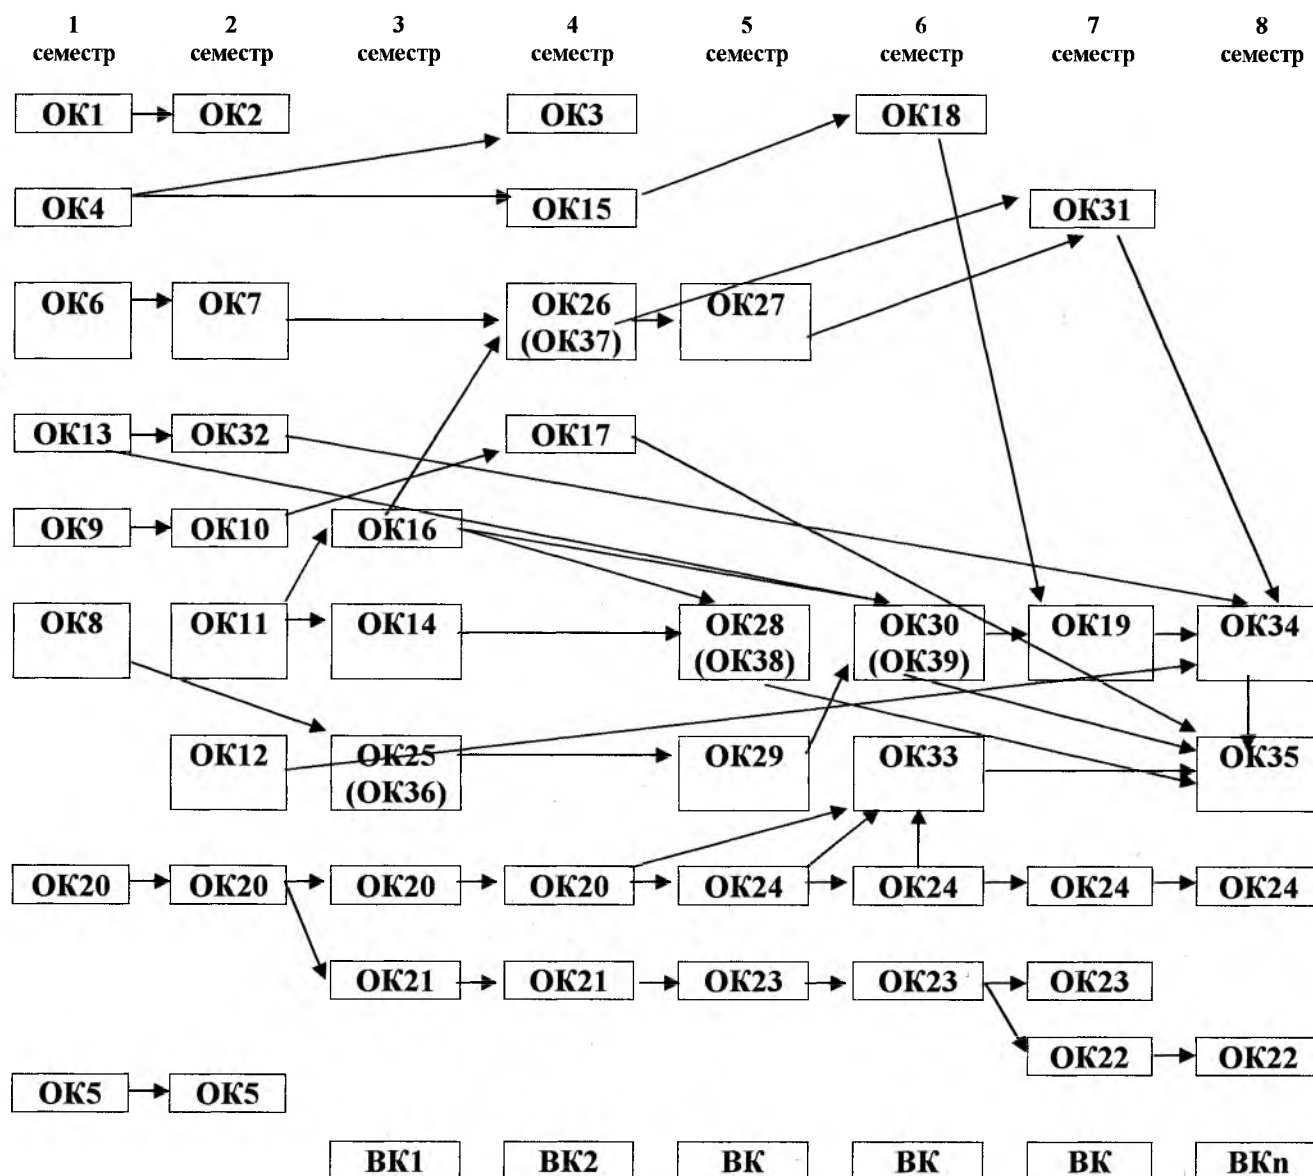 1 2 3 4 5 6 7 8
семестр семестр семестр семестр семестр семестр семестр семестр
ОК1 ОК2 ОК3 ОК18
ОК4 ОК15 ОК31
ОК6 ОК7 ОК26 ОК27
(ОК37)
ОК13 ОК32 ОК17
ОК9 ОК10 ОК16
ОК8 ОК11 ОК14 ОК28 ОК30 ОК19 ОК34
(ОК38) (ОК39)
ОК12 ОК25 ОК29 ОК33 ОК35
(ОК36)
ОК20 ОК20 ОК20 ОК20 ОК24 ОК24 ОК24 ОК24
ОК21 ОК21 ОК23 ОК23 ОК23
ОК22 ОК22
ОК5 ОК5
ВК1 ВК2 ВК ВК ВК ВКn